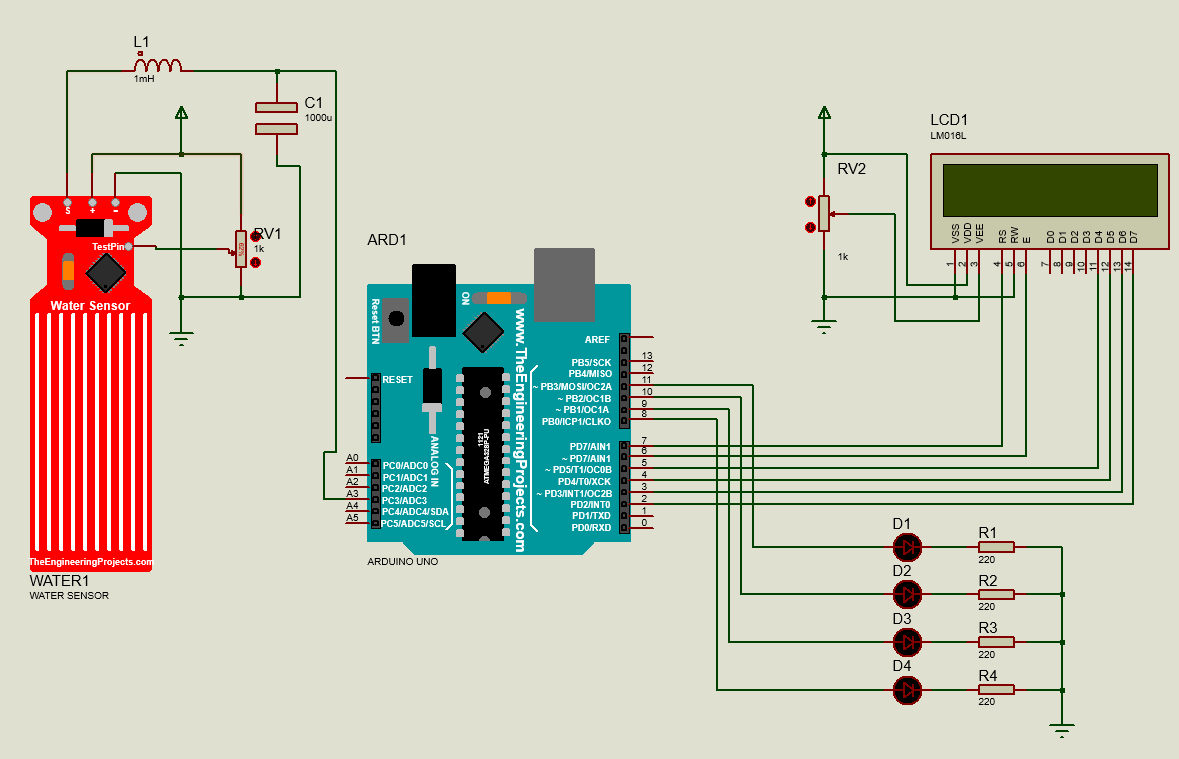 L1
1mH
C1
1000u
RV1
1k
62%
S + -
TestPin
Water Sensor
TheEngineeringProjects.com
WATER1
WATER SENSOR
ARD1
Reset BTN
ON
www.TheEngineeringProjects.com
RESET
AREF
PB5/SCK 13
PB4/MISO 12
~ PB3/MOSI/OC2A 11
~ PB2/OC1B 10
~ PB1/OC1A 9
PB0/ICP1/CLKO 8
PD7/AIN1 7
~ PD7/AIN1 6
~ PD5/T1/OC0B 5
PD4/T0/XCK 4
~ PD3/INT1/OC2B 3
PD2/INT0 2
PD1/TXD 1
PD0/RXD 0
ANALOG IN
1121
A0 PC0/ADC0
A1 PC1/ADC1
A2 PC2/ADC2
A3 PC3/ADC3
A4 PC4/ADC4/SDA
A5 PC5/ADC5/SCL
ARDUINO UNO
RV2
1k
LCD1
LM016L
VSS VDD VEE RS RW E D0 D1 D2 D3 D4 D5 D6 D7
1 2 3 4 5 6 7 8 9 10 11 12 13 14
D1
R1
220
D2
R2
220
D3
R3
220
D4
R4
220